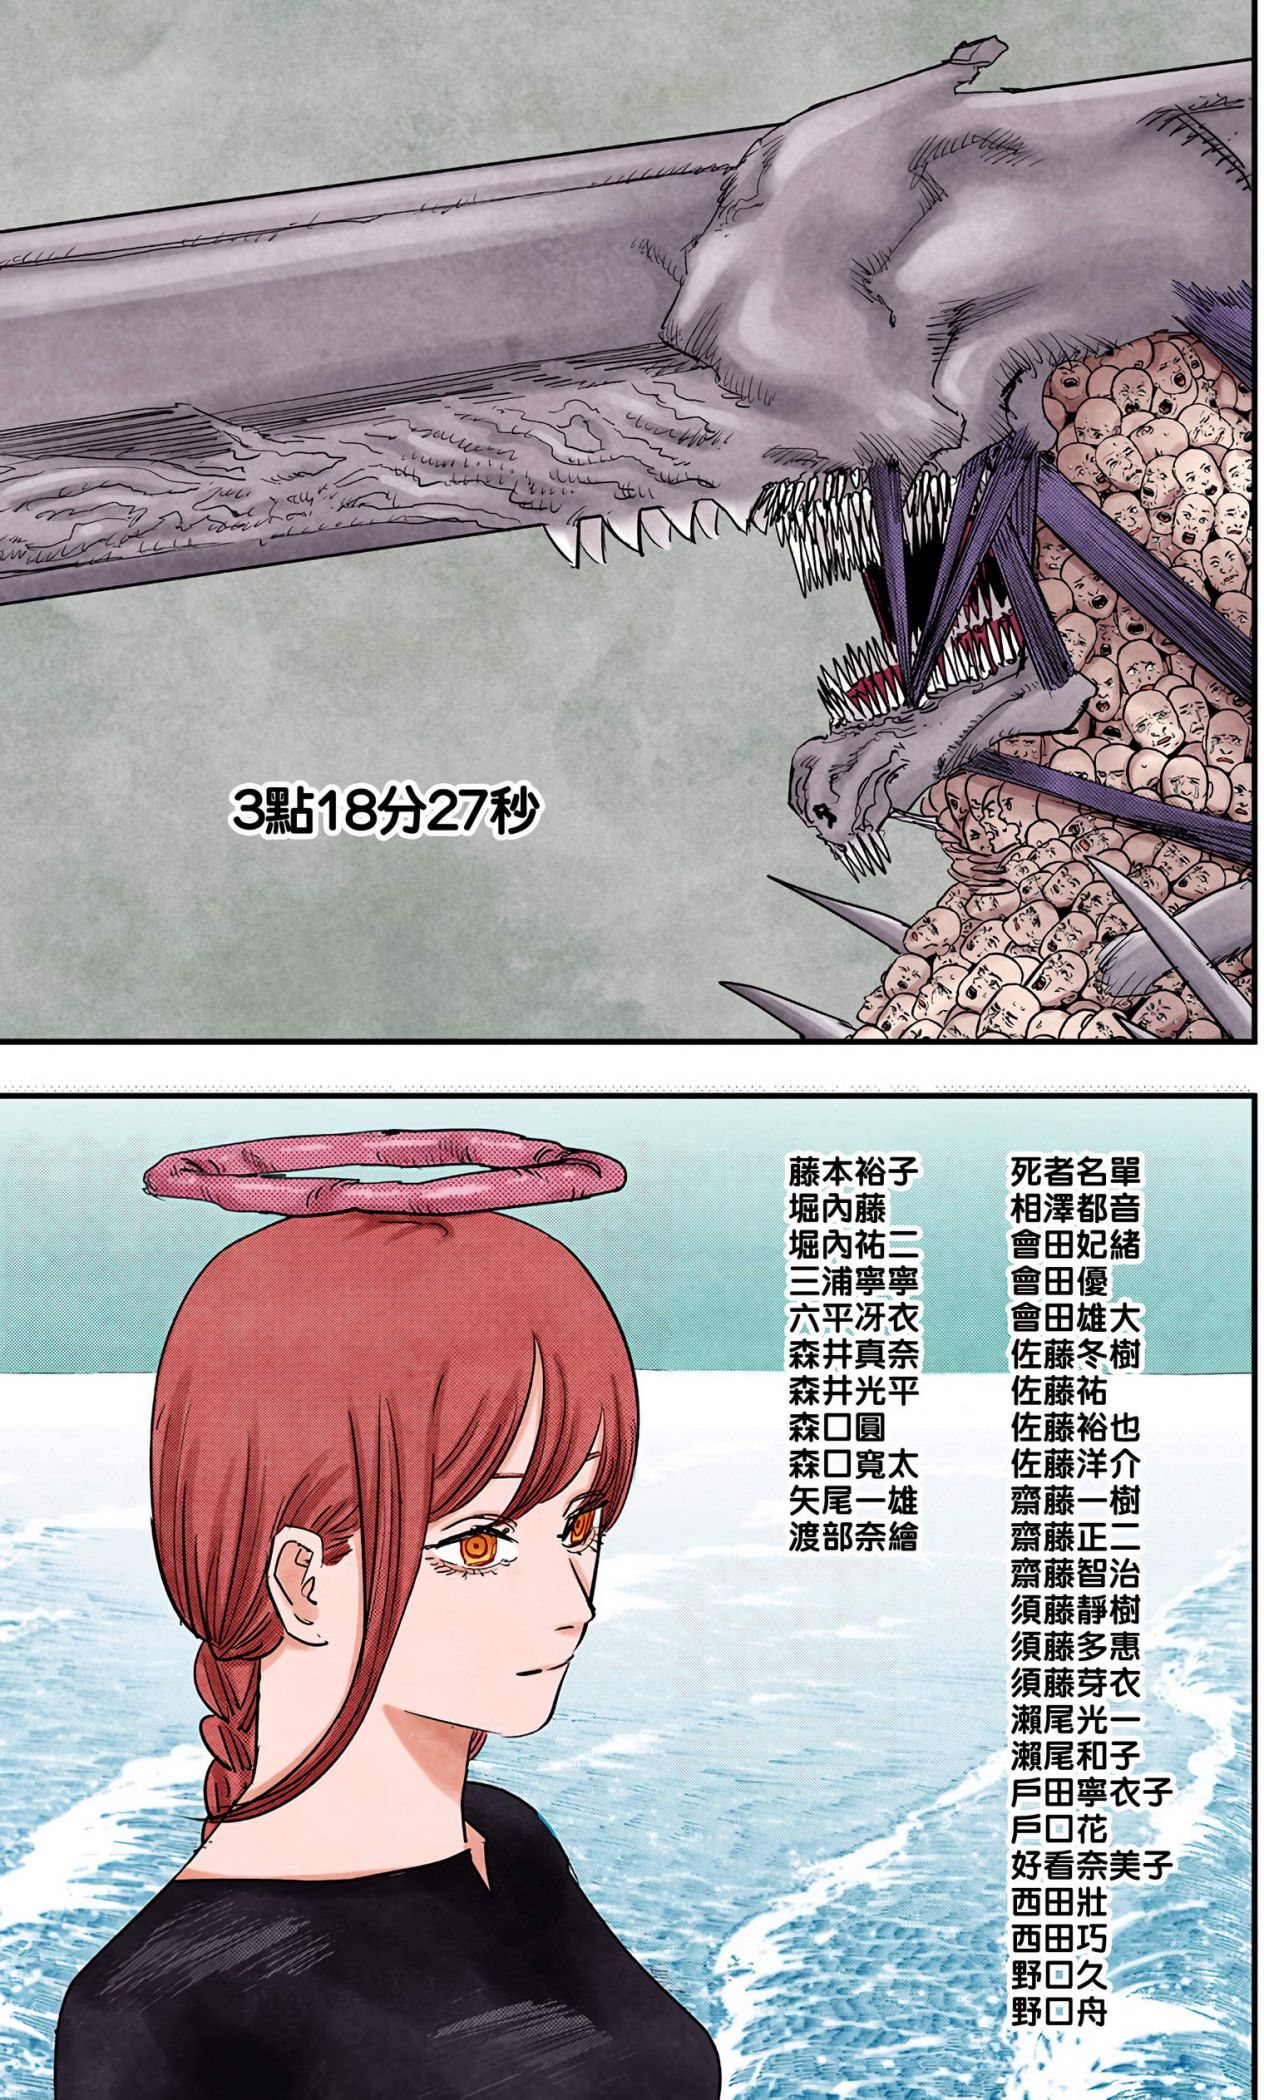 3點18分27秒
死者名單
相澤都音
會田妃緒
會田優
會田雄大
佐藤冬樹
佐藤祐
佐藤裕也
佐藤洋介
齋藤一樹
齋藤正二
齋藤智治
須藤靜樹
須藤多惠
須藤芽衣
瀨尾光一
瀨尾和子
戶田寧衣子
戶口花
好看奈美子
西田壯
西田巧
野口久
野口舟
藤本裕子
堀內藤
堀內祐二
三浦寧寧
六平冴衣
森井真奈
森井光平
森口圓
森口寬太
矢尾一雄
渡部奈繪